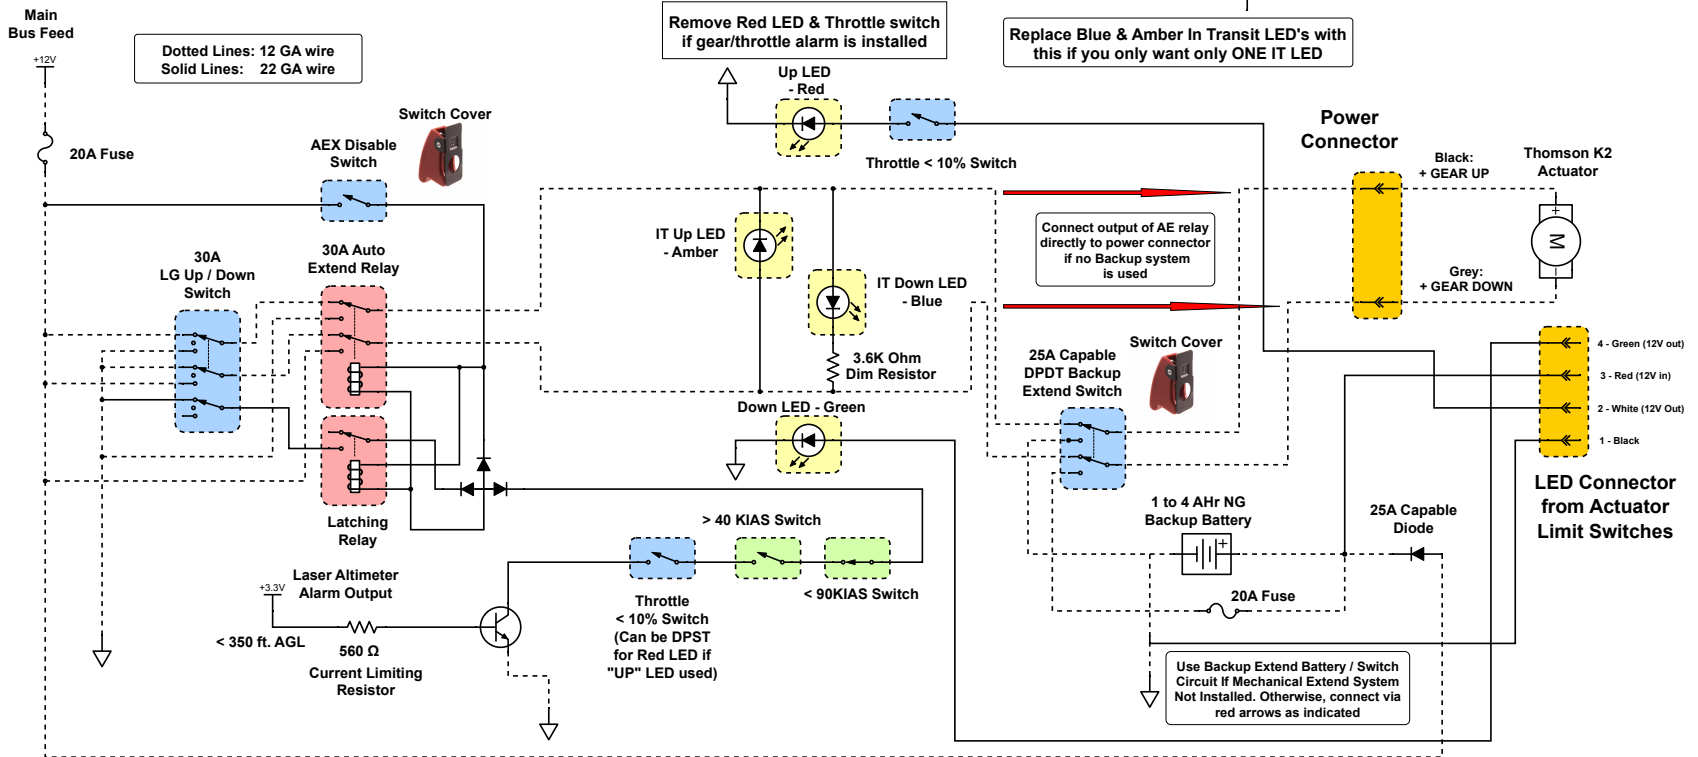 Main
Bus Feed
+12V
Dotted Lines: 12 GA wire
Solid Lines: 22 GA wire
20A Fuse
Switch Cover
AEX Disable
Switch
Remove Red LED & Throttle switch
if gear/throttle alarm is installed
Replace Blue & Amber In Transit LED's with
this if you only want only ONE IT LED
Up LED
- Red
Throttle < 10% Switch
Power
Connector
Black:
+ GEAR UP
Thomson K2
Actuator
+
M
Grey:
+ GEAR DOWN
30A
LG Up / Down
Switch
30A Auto
Extend Relay
IT Up LED
- Amber
IT Down LED
- Blue
Connect output of AE relay
directly to power connector
if no Backup system
is used
3.6K Ohm
Dim Resistor
25A Capable
DPDT Backup
Extend Switch
Switch Cover
4 - Green (12V out)
3 - Red (12V in)
2 - White (12V Out)
1 - Black
Down LED - Green
LED Connector
from Actuator
Limit Switches
Latching
Relay
> 40 KIAS Switch
1 to 4 AHr NG
Backup Battery
+
25A Capable
Diode
Laser Altimeter
Alarm Output
+3.3V
< 350 ft. AGL
560 Ω
Current Limiting
Resistor
Throttle
< 10% Switch
(Can be DPST
for Red LED if
"UP" LED used)
< 90KIAS Switch
20A Fuse
Use Backup Extend Battery / Switch
Circuit If Mechanical Extend System
Not Installed. Otherwise, connect via
red arrows as indicated